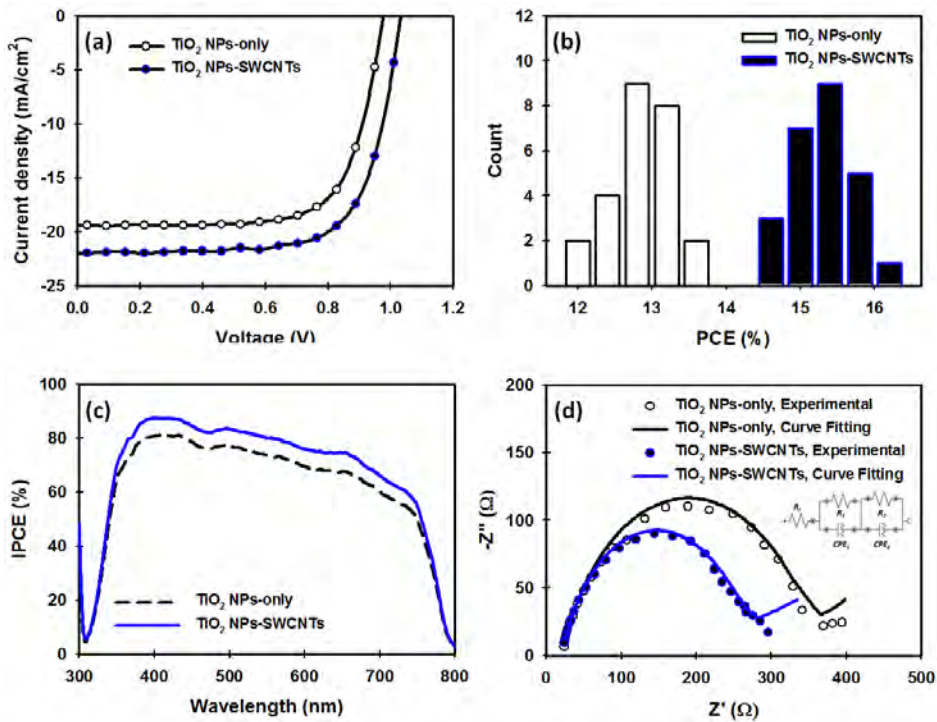 (a)
TiO2 NPs-only
TiO2 NPs-SWCNTs
Current density (mA/cm2)
0
-5
-10
-15
-20
-25
0.0 0.2 0.4 0.6 0.8 1.0 1.2
Voltage (V)
(b)
TiO2 NPs-only
TiO2 NPs-SWCNTs
Count
12
10
8
6
4
2
0
12 13 14 15 16
PCE (%)
(c)
TiO2 NPs-only
TiO2 NPs-SWCNTs
IPCE (%)
100
80
60
40
20
0
300 400 500 600 700 800
Wavelength (nm)
(d)
TiO2 NPs-only, Experimental
TiO2 NPs-only, Curve Fitting
TiO2 NPs-SWCNTs, Experimental
TiO2 NPs-SWCNTs, Curve Fitting
-Z'' (Ω)
200
150
100
50
0
0 100 200 300 400 500
Z' (Ω)